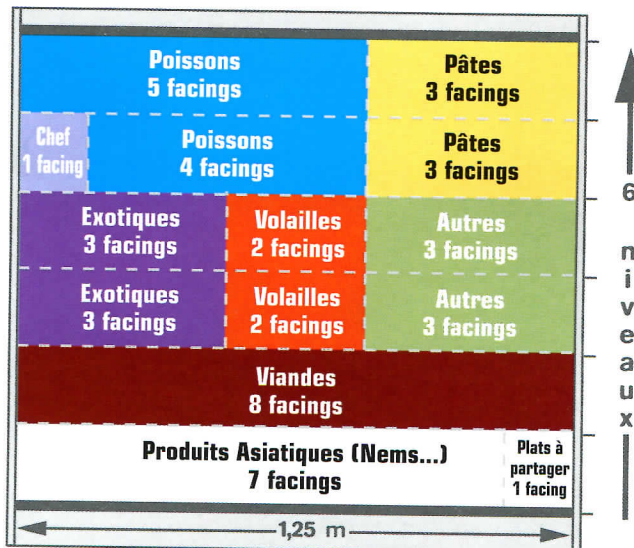 Poissons
5 facings
Pâtes
3 facings
Chef
1 facing
Poissons
4 facings
Pâtes
3 facings
Exotiques
3 facings
Volailles
2 facings
Autres
3 facings
Exotiques
3 facings
Volailles
2 facings
Autres
3 facings
Viandes
8 facings
Produits Asiatiques (Nems...)
7 facings
Plats à
partager
1 facing
1,25 m
6 niveaux